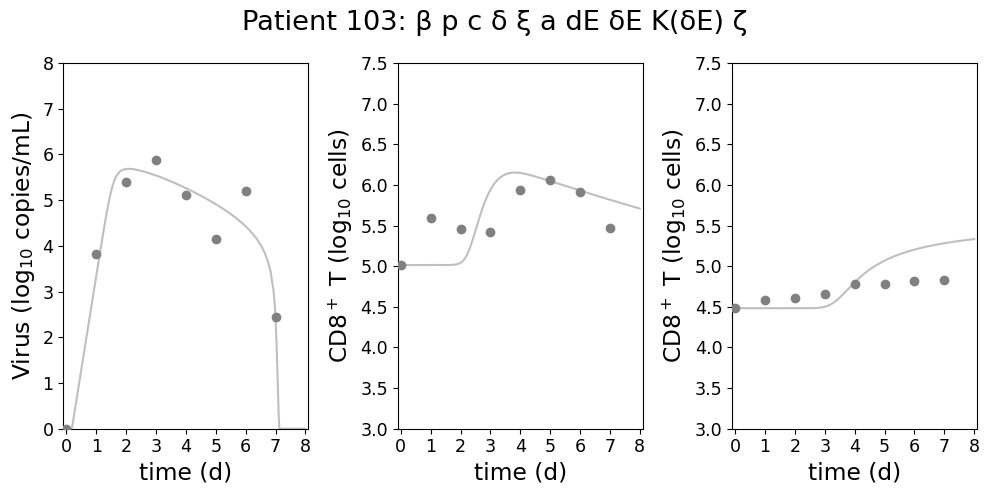 Patient 103: β p c δ ξ a dE δE K(δE) ζ
Virus (log₁₀ copies/mL)
8
7
6
5
4
3
2
1
0
0 1 2 3 4 5 6 7 8
time (d)
CD8⁺ T (log₁₀ cells)
7.5
7.0
6.5
6.0
5.5
5.0
4.5
4.0
3.5
3.0
0 1 2 3 4 5 6 7 8
time (d)
CD8⁺ T (log₁₀ cells)
7.5
7.0
6.5
6.0
5.5
5.0
4.5
4.0
3.5
3.0
0 1 2 3 4 5 6 7 8
time (d)